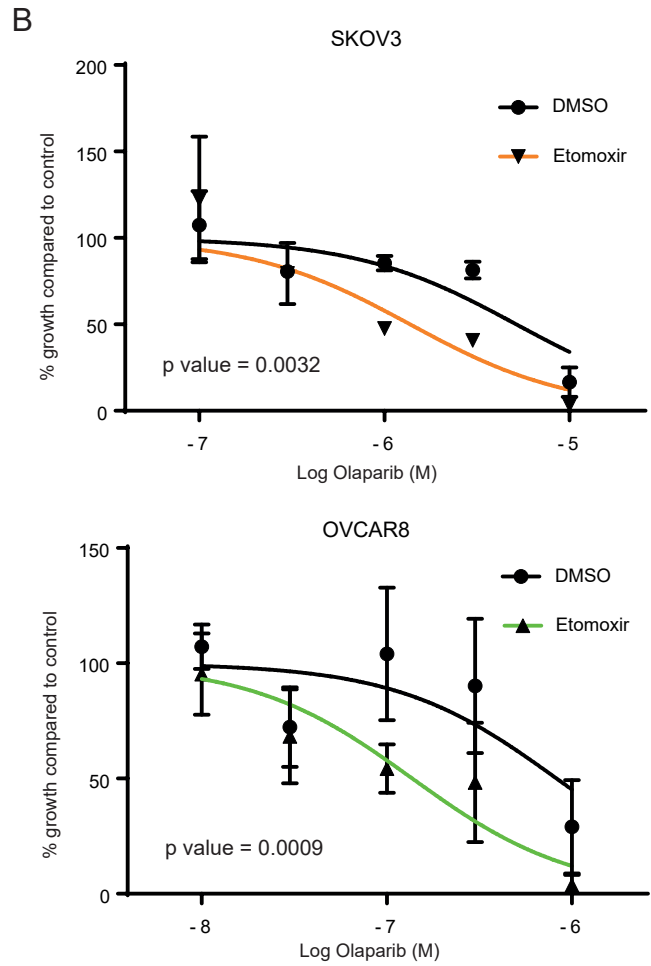 B
SKOV3
200
150
100
50
0
% growth compared to control
DMSO
Etomoxir
p value = 0.0032
-7
-6
-5
Log Olaparib (M)
OVCAR8
150
100
50
0
% growth compared to control
DMSO
Etomoxir
p value = 0.0009
-8
-7
-6
Log Olaparib (M)